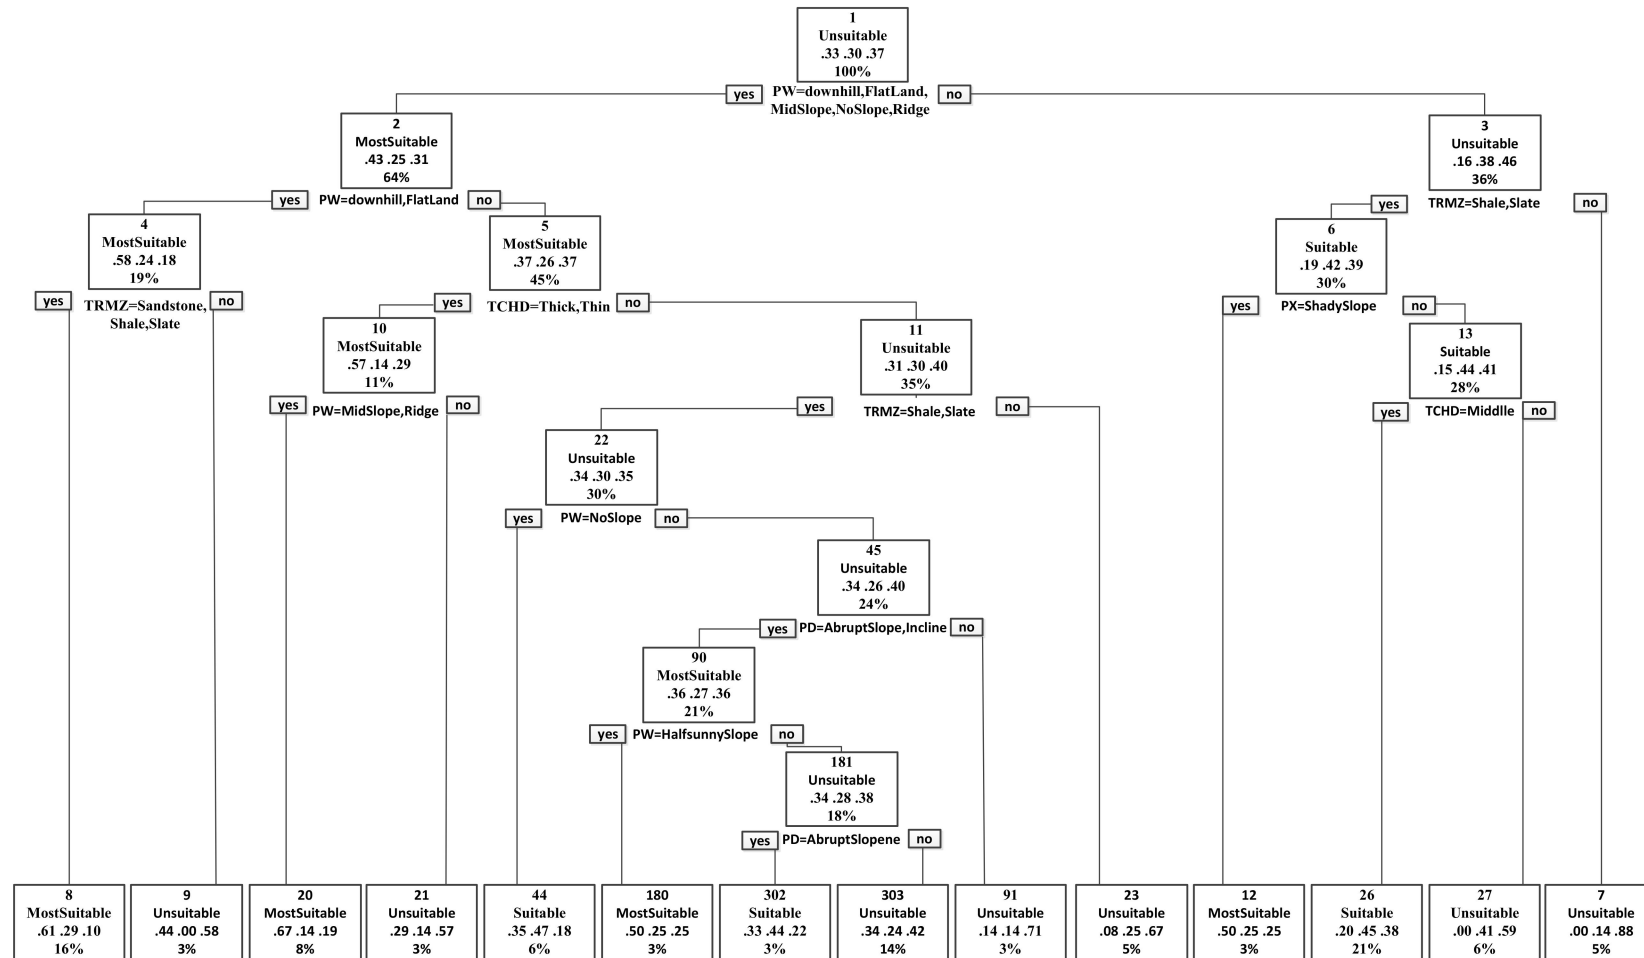 1
Unsuitable
.33 .30 .37
100%
yes
PW=downhill,FlatLand,
MidSlope,NoSlope,Ridge
no
2
MostSuitable
.43 .25 .31
64%
yes
PW=downhill,FlatLand
no
3
Unsuitable
.16 .38 .46
36%
yes
TRMZ=Shale,Slate
no
4
MostSuitable
.58 .24 .18
19%
yes
TRMZ=Sandstone,
Shale,Slate
no
5
MostSuitable
.37 .26 .37
45%
yes
TCHD=Thick,Thin
no
6
Suitable
.19 .42 .39
30%
yes
PX=ShadySlope
no
10
MostSuitable
.57 .14 .29
11%
yes
PW=MidSlope,Ridge
no
11
Unsuitable
.31 .30 .40
35%
yes
TRMZ=Shale,Slate
no
13
Suitable
.15 .44 .41
28%
yes
TCHD=Middlle
no
22
Unsuitable
.34 .30 .35
30%
yes
PW=NoSlope
no
45
Unsuitable
.34 .26 .40
24%
yes
PD=AbruptSlope,Incline
no
90
MostSuitable
.36 .27 .36
21%
yes
PW=HalfsunnySlope
no
181
Unsuitable
.34 .28 .38
18%
yes
PD=AbruptSlopene
no
8
MostSuitable
.61 .29 .10
16%
9
Unsuitable
.44 .00 .58
3%
20
MostSuitable
.67 .14 .19
8%
21
Unsuitable
.29 .14 .57
3%
44
Suitable
.35 .47 .18
6%
180
MostSuitable
.50 .25 .25
3%
302
Suitable
.33 .44 .22
3%
303
Unsuitable
.34 .24 .42
14%
91
Unsuitable
.14 .14 .71
3%
23
Unsuitable
.08 .25 .67
5%
12
MostSuitable
.50 .25 .25
3%
26
Suitable
.20 .45 .38
21%
27
Unsuitable
.00 .41 .59
6%
7
Unsuitable
.00 .14 .88
5%